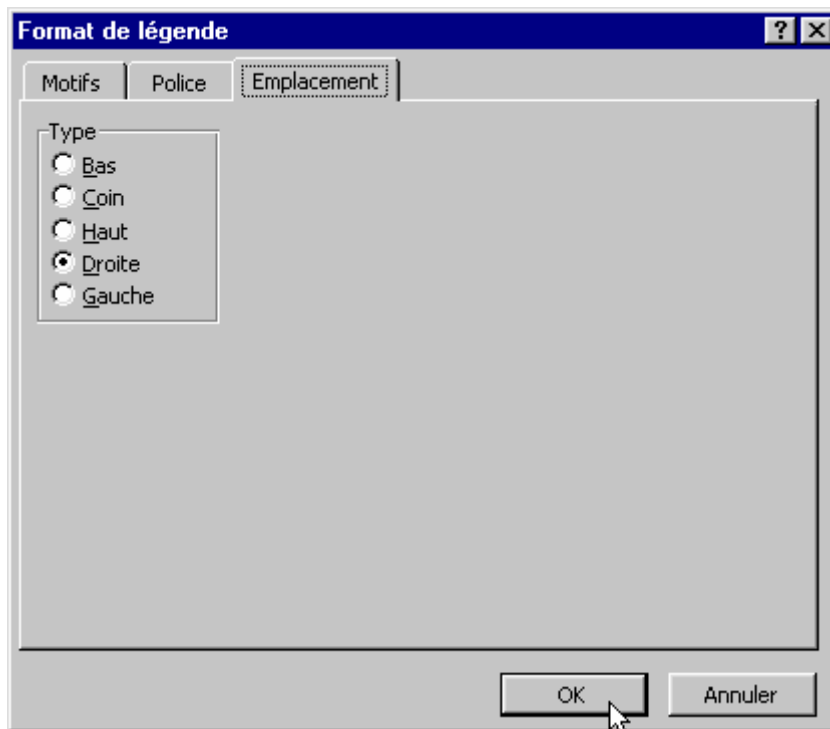 Format de légende
Motifs Police Emplacement
Type
Bas
Coin
Haut
Droite
Gauche
OK Annuler